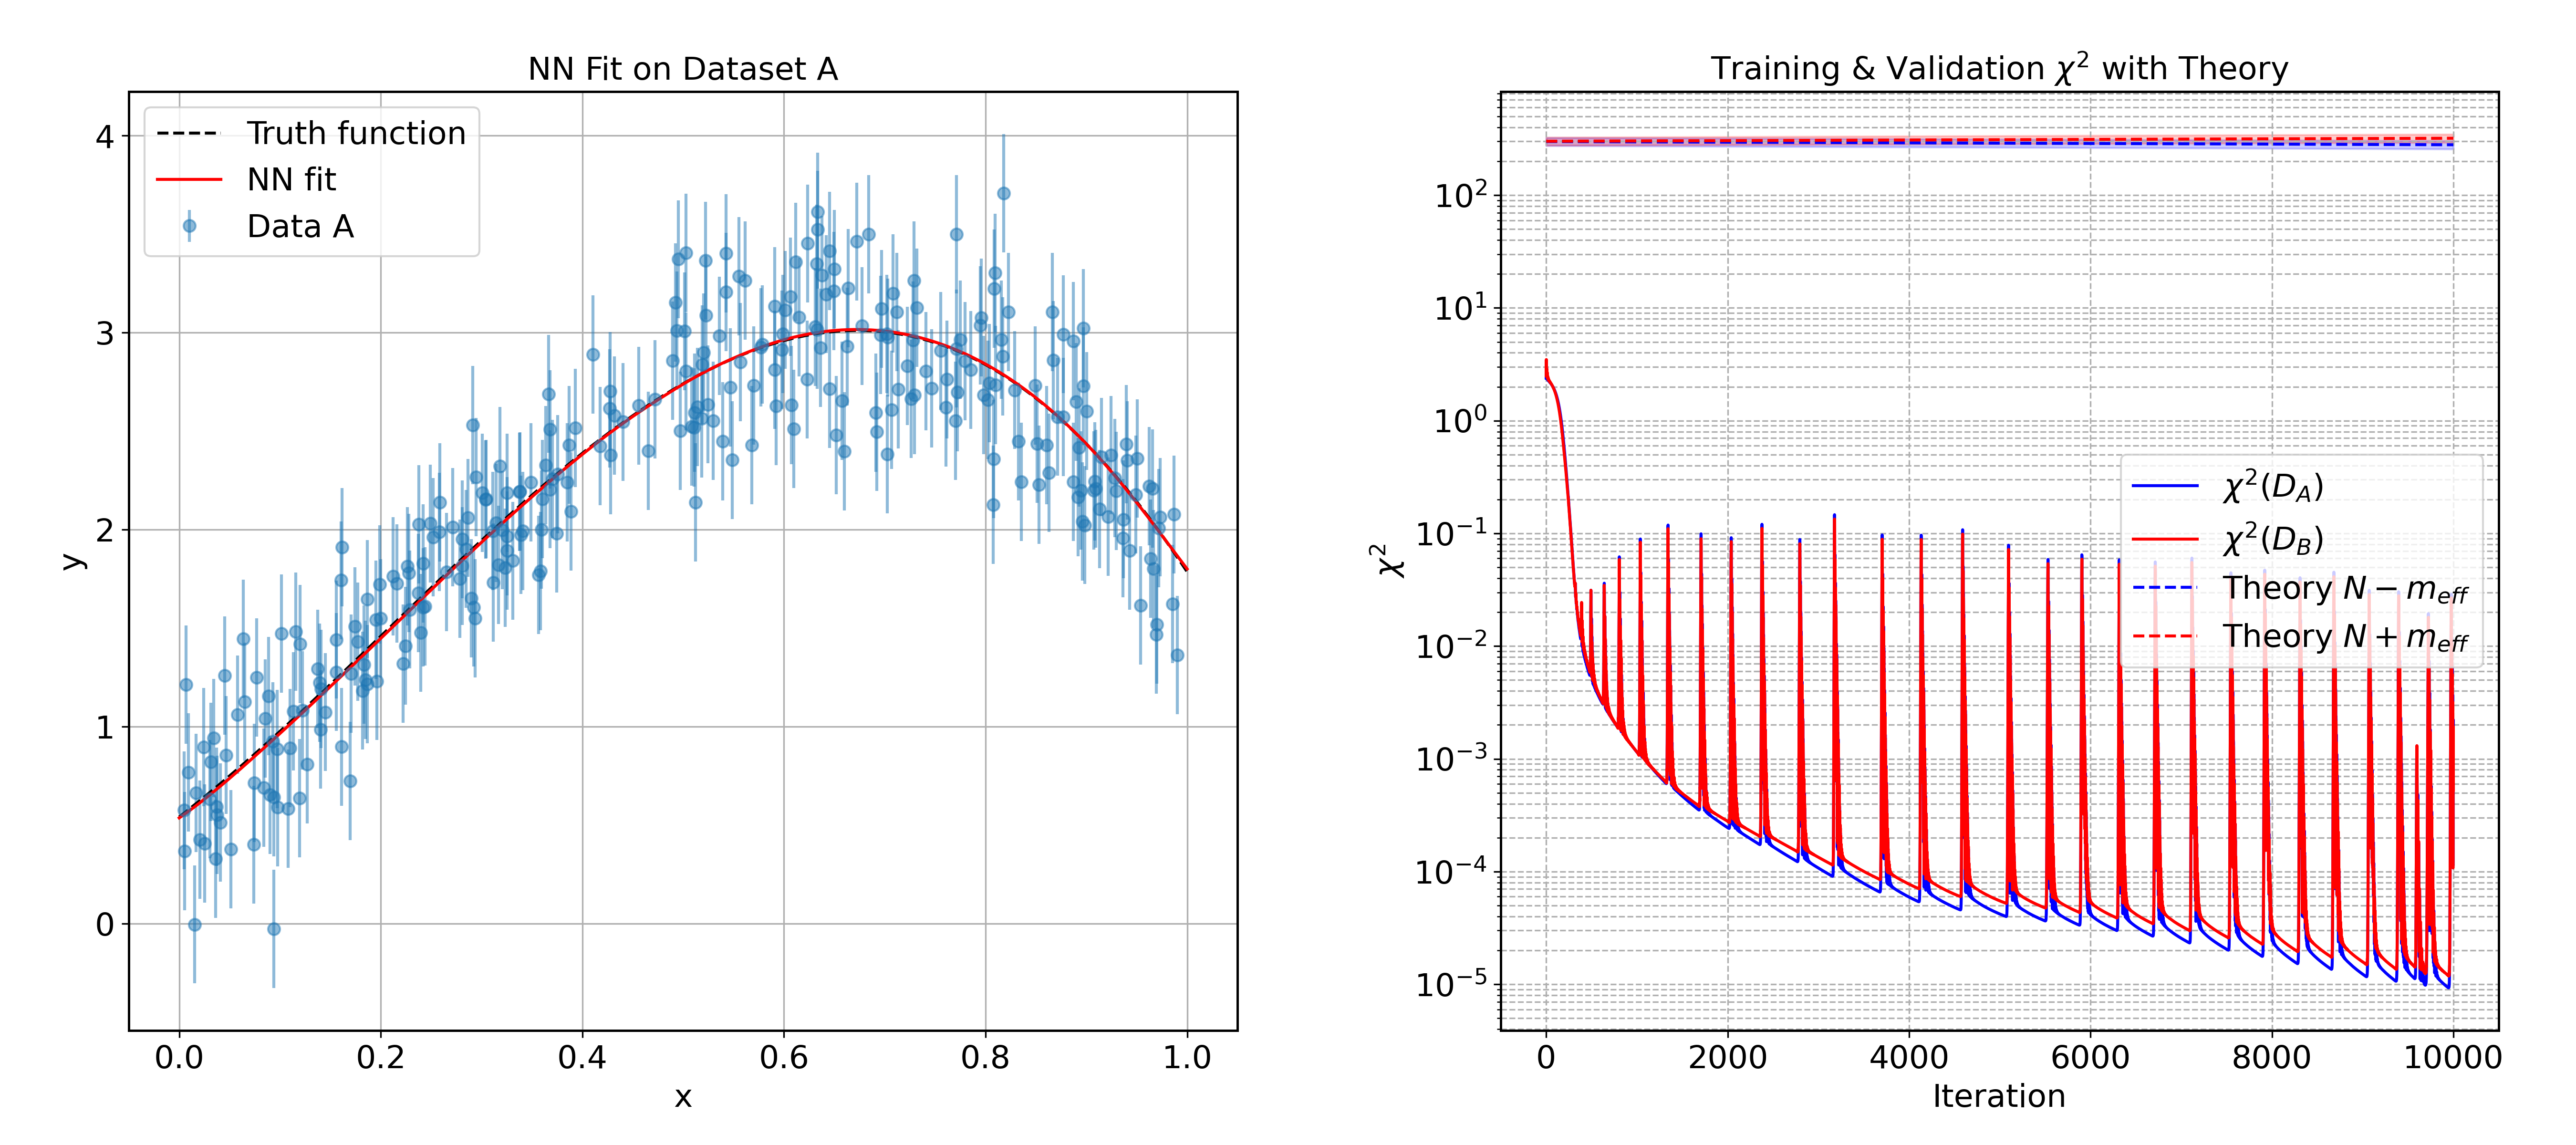 NN Fit on Dataset A
Truth function
NN fit
Data A
4
3
2
1
0
y
0.0 0.2 0.4 0.6 0.8 1.0
x
Training & Validation χ² with Theory
10²
10¹
10⁰
10⁻¹
10⁻²
10⁻³
10⁻⁴
10⁻⁵
χ²
χ²(D_A)
χ²(D_B)
Theory N − m_eff
Theory N + m_eff
0 2000 4000 6000 8000 10000
Iteration